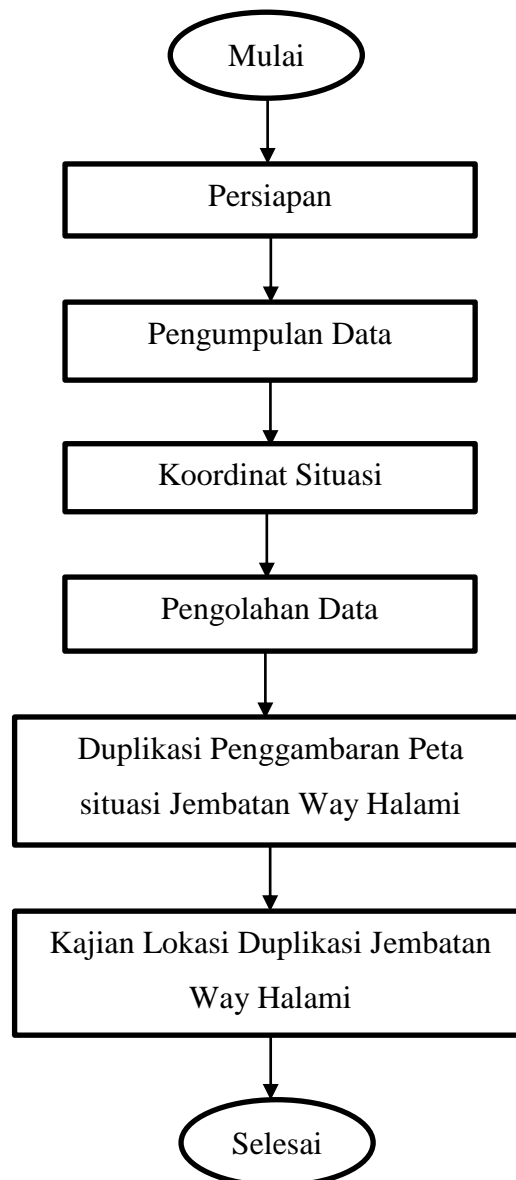 Mulai
Persiapan
Pengumpulan Data
Koordinat Situasi
Pengolahan Data
Duplikasi Penggambaran Peta
situasi Jembatan Way Halami
Kajian Lokasi Duplikasi Jembatan
Way Halami
Selesai